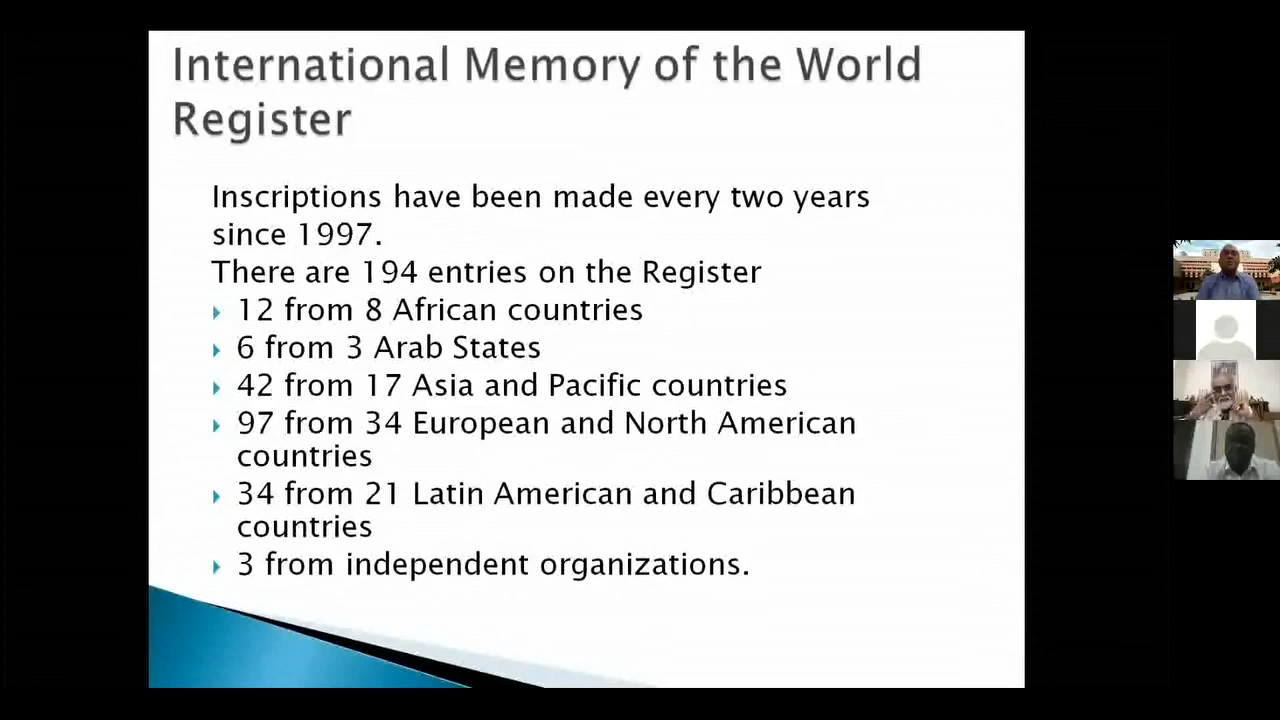 International Memory of the World
Register
Inscriptions have been made every two years
since 1997.
There are 194 entries on the Register
12 from 8 African countries
6 from 3 Arab States
42 from 17 Asia and Pacific countries
97 from 34 European and North American
countries
34 from 21 Latin American and Caribbean
countries
3 from independent organizations.